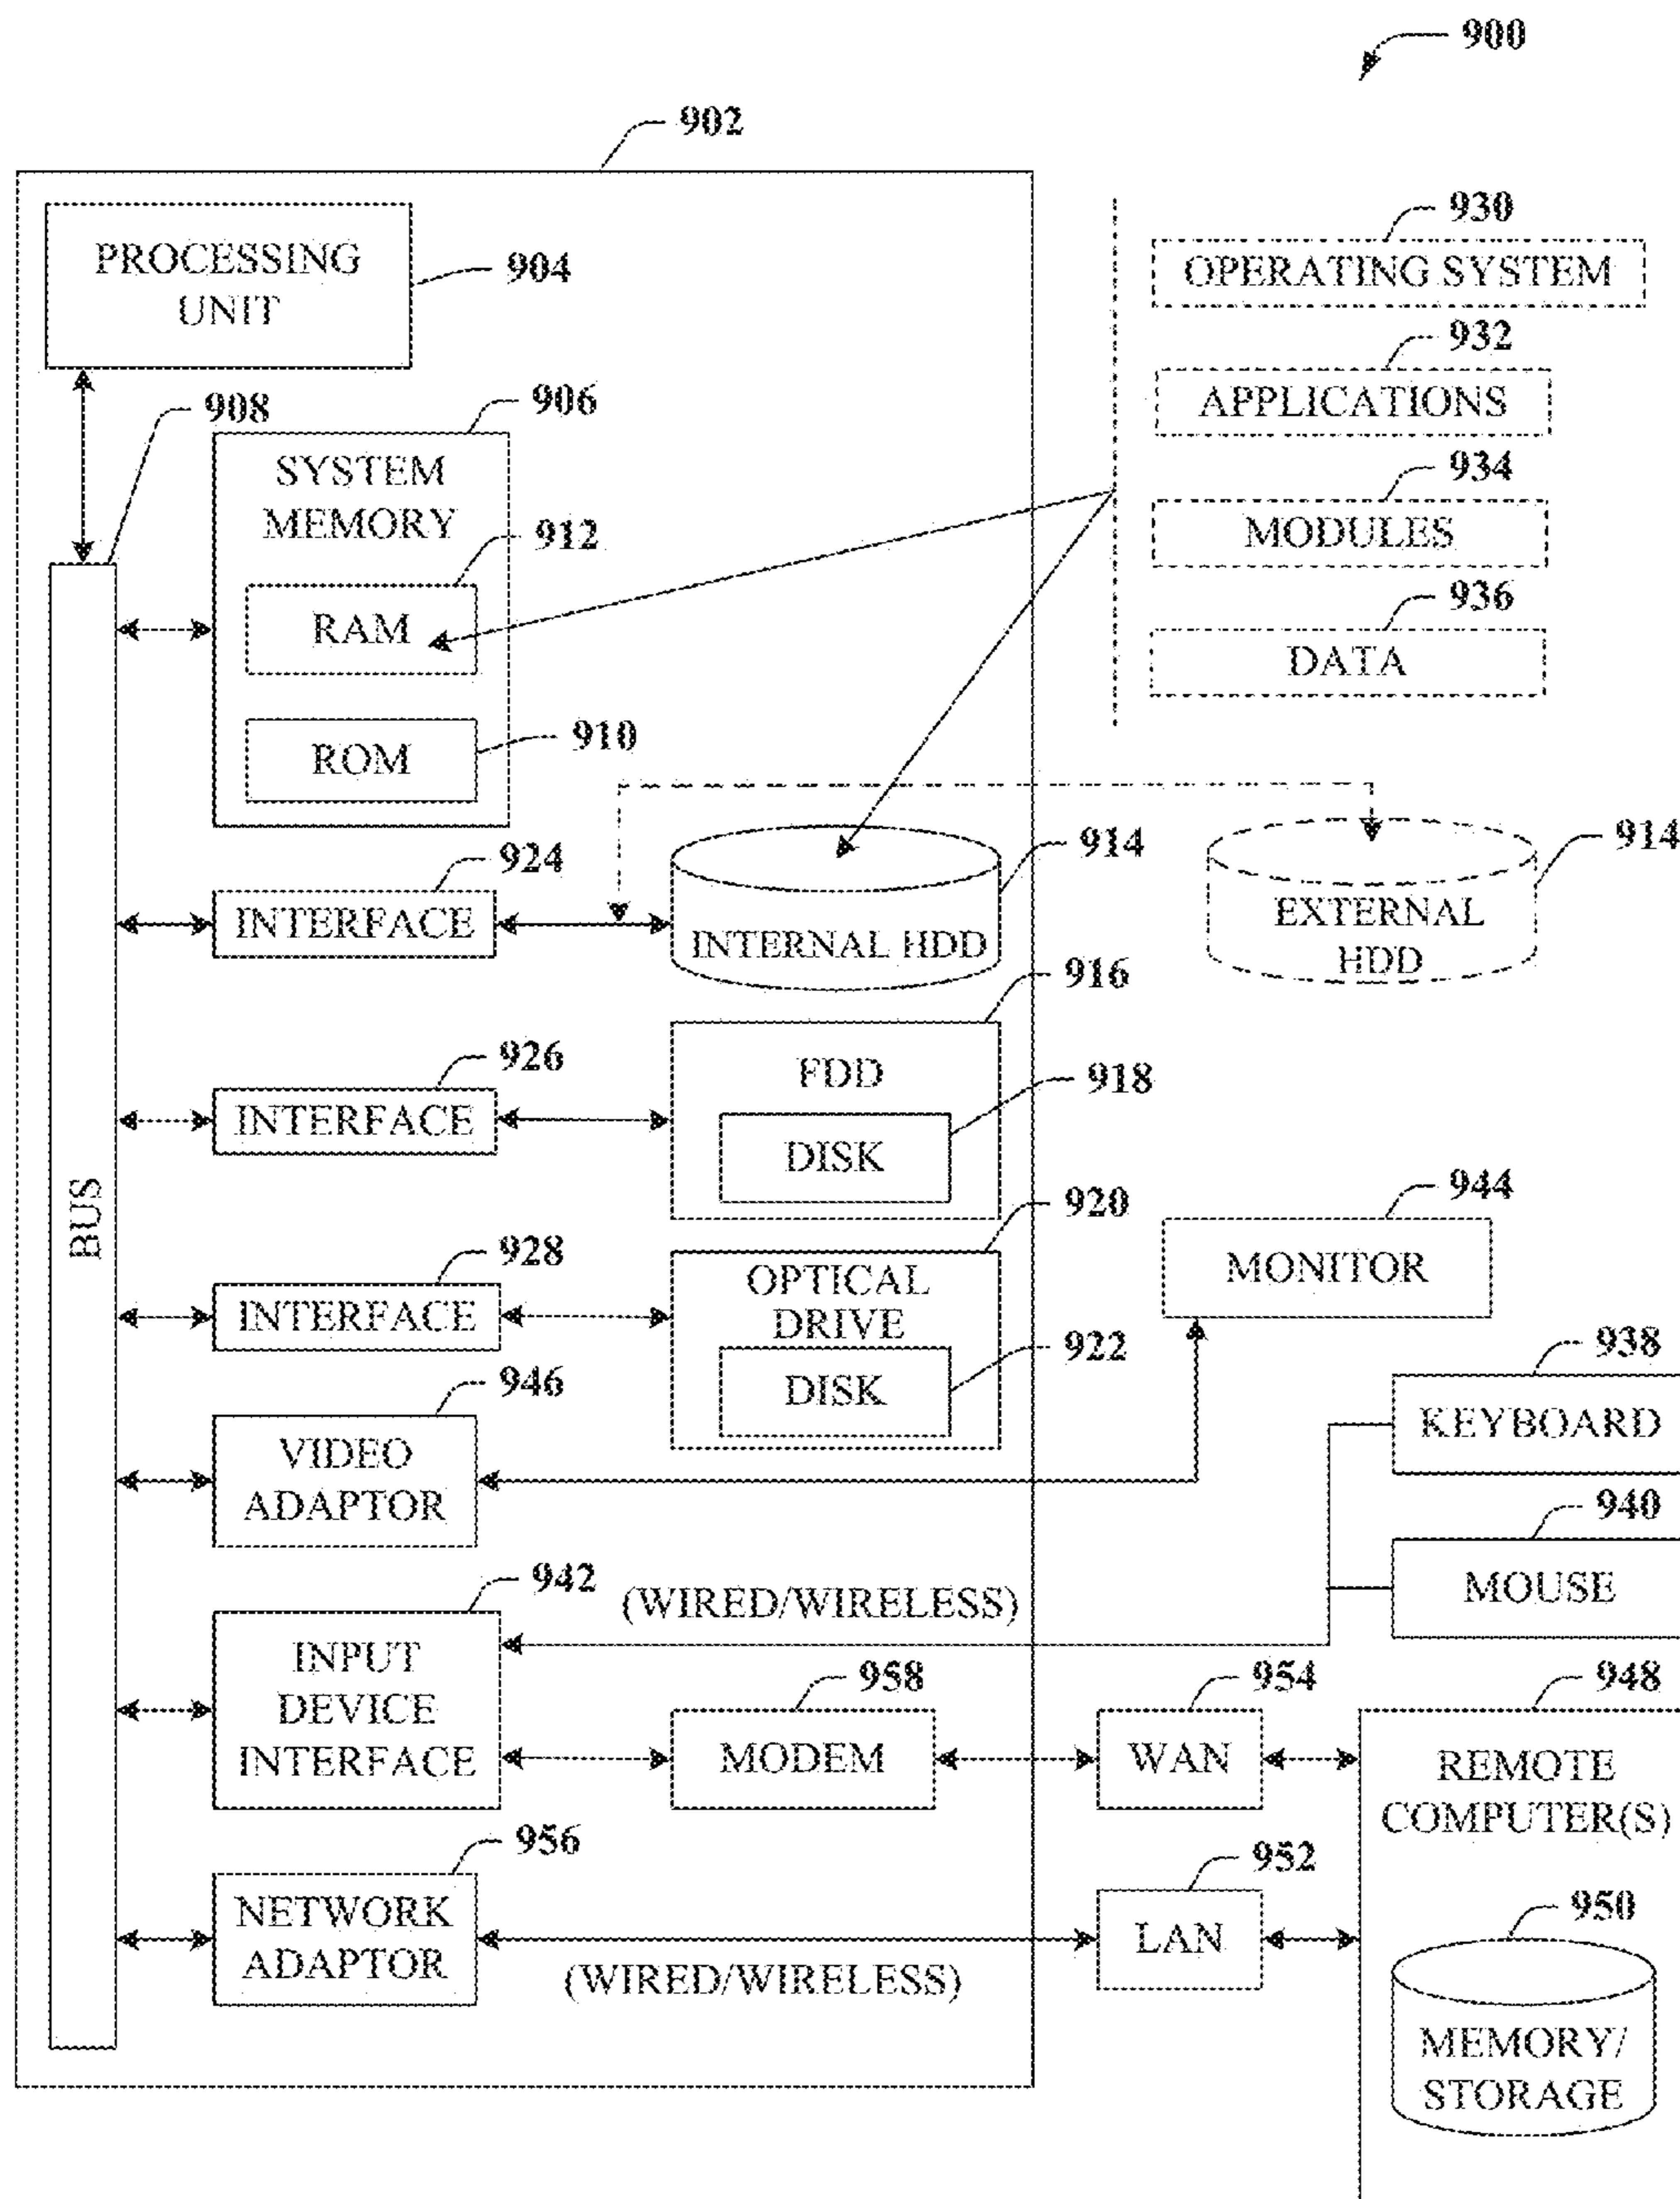 900
902
PROCESSING
UNIT
904
908
906
SYSTEM
MEMORY
912
RAM
910
ROM
930
OPERATING SYSTEM
932
APPLICATIONS
934
MODULES
936
DATA
BUS
924
INTERFACE
914
INTERNAL HDD
914
EXTERNAL
HDD
926
INTERFACE
916
FDD
918
DISK
928
INTERFACE
920
OPTICAL
DRIVE
922
DISK
944
MONITOR
946
VIDEO
ADAPTOR
938
KEYBOARD
940
MOUSE
942
INPUT
DEVICE
INTERFACE
(WIRED/WIRELESS)
958
MODEM
954
WAN
948
REMOTE
COMPUTER(S)
956
NETWORK
ADAPTOR
(WIRED/WIRELESS)
952
LAN
950
MEMORY/
STORAGE